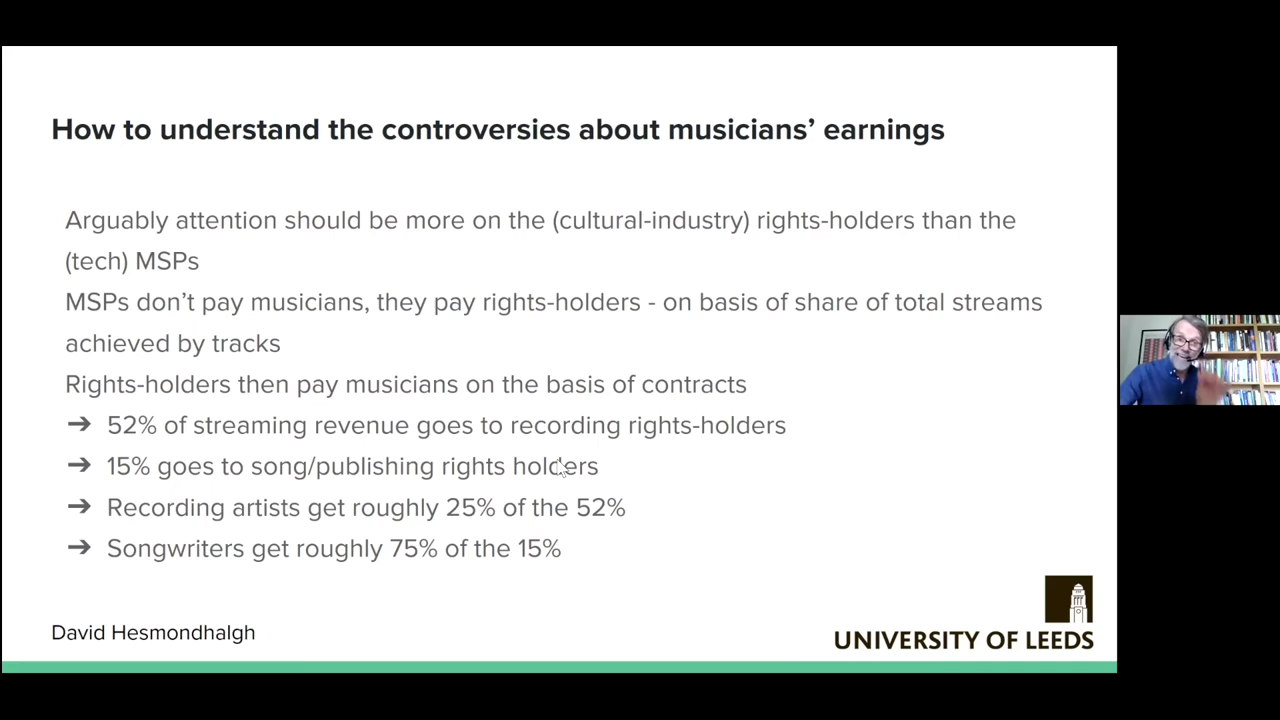 How to understand the controversies about musicians’ earnings
Arguably attention should be more on the (cultural-industry) rights-holders than the
(tech) MSPs
MSPs don’t pay musicians, they pay rights-holders - on basis of share of total streams
achieved by tracks
Rights-holders then pay musicians on the basis of contracts
➔ 52% of streaming revenue goes to recording rights-holders
➔ 15% goes to song/publishing rights holders
➔ Recording artists get roughly 25% of the 52%
➔ Songwriters get roughly 75% of the 15%
David Hesmondhalgh
UNIVERSITY OF LEEDS